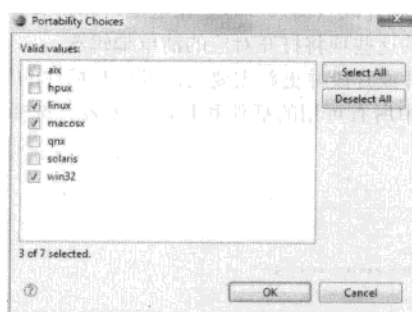 Portability Choices
Valid values:
aix
hpux
linux
macosx
qnx
solaris
win32
Select All
Deselect All
3 of 7 selected.
OK
Cancel